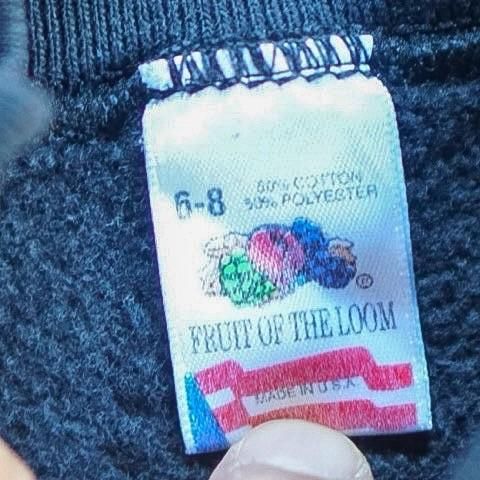 6-8
50% COTTON
50% POLYESTER
®
FRUIT OF THE LOOM
MADE IN U.S.A.